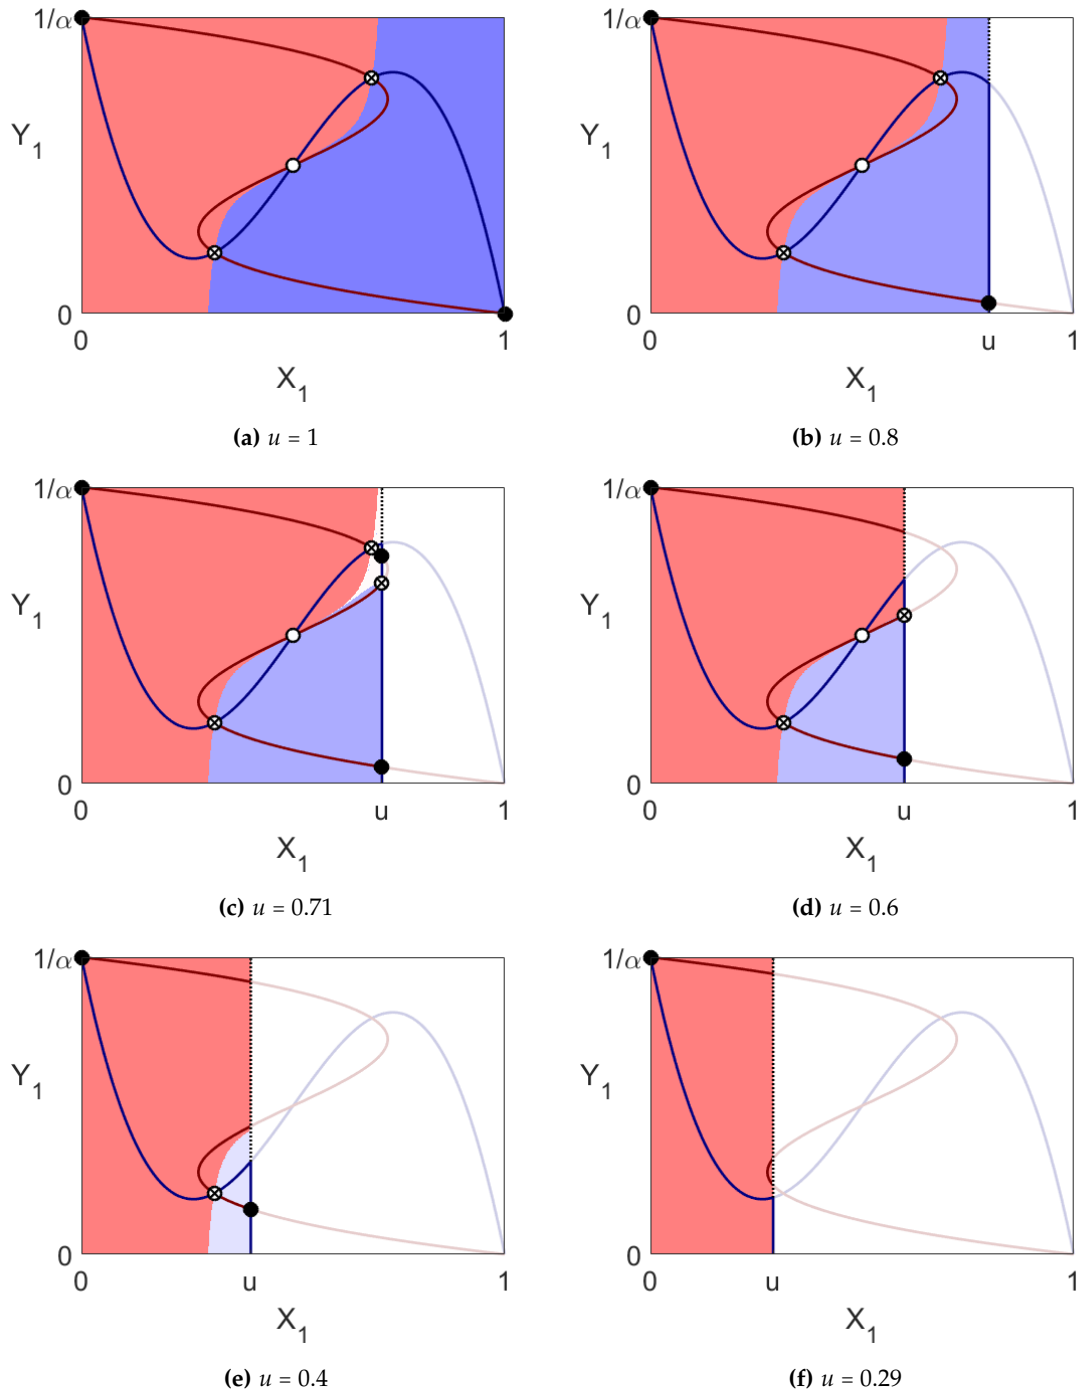 1/α
Y1
0
0
1
X1
(a) u = 1
1/α
Y1
0
0
u
1
X1
(b) u = 0.8
1/α
Y1
0
0
u
1
X1
(c) u = 0.71
1/α
Y1
0
0
u
1
X1
(d) u = 0.6
1/α
Y1
0
0
u
1
X1
(e) u = 0.4
1/α
Y1
0
0
u
1
X1
(f) u = 0.29